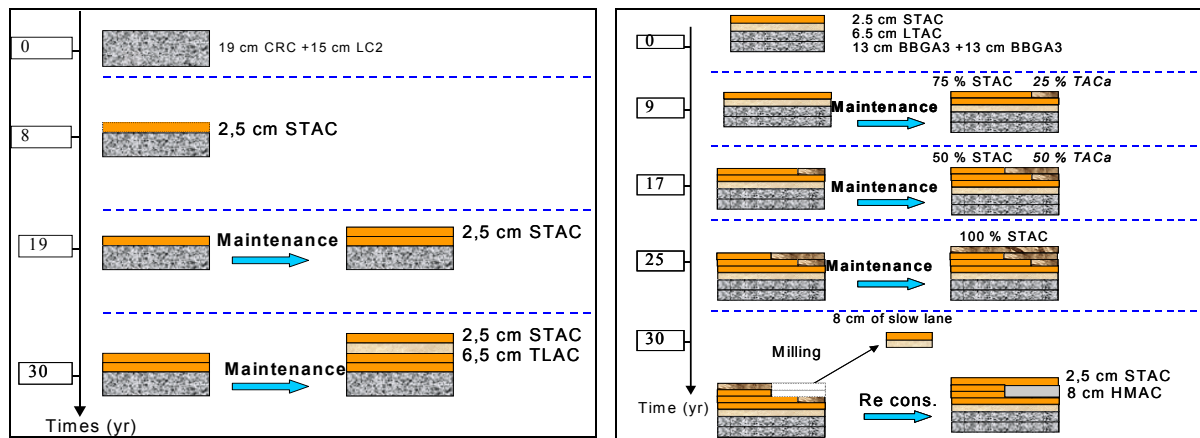 0
19 cm CRC +15 cm LC2
8
2,5 cm STAC
19
Maintenance
2,5 cm STAC
30
Maintenance
2,5 cm STAC
6,5 cm TLAC
Times (yr)
0
2.5 cm STAC
6.5 cm LTAC
13 cm BBGA3 +13 cm BBGA3
9
Maintenance
75 % STAC 25 % TACa
17
Maintenance
50 % STAC 50 % TACa
25
Maintenance
100 % STAC
30
8 cm of slow lane
Milling
Re cons.
2,5 cm STAC
8 cm HMAC
Time (yr)